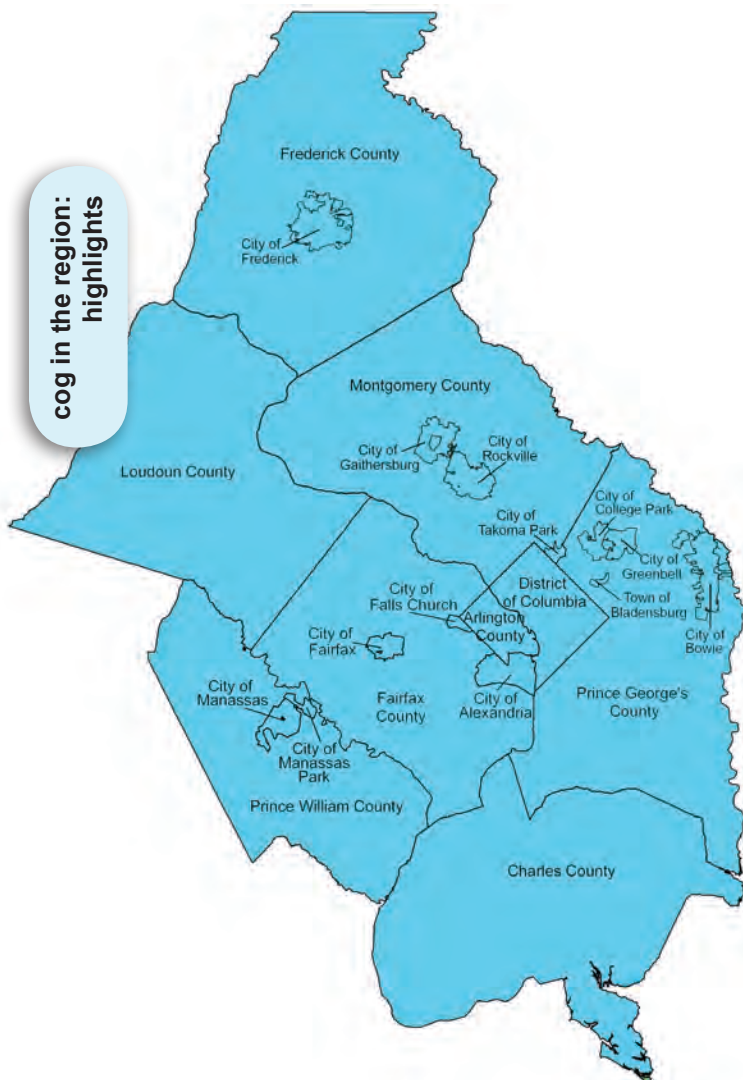 cog in the region:
highlights
Frederick County
City of
Frederick
Montgomery County
City of
Gaithersburg
City of
Rockville
Loudoun County
City of
Takoma Park
City of
College Park
City of
Greenbell
Town of
Bladensburg
City of
Bowie
District
of Columbia
City of
Falls Church
Arlington
County
City of
Fairfax
City of
Manassas
Fairfax
County
City of
Alexandria
Prince George's
County
City of
Manassas
Park
Prince William County
Charles County